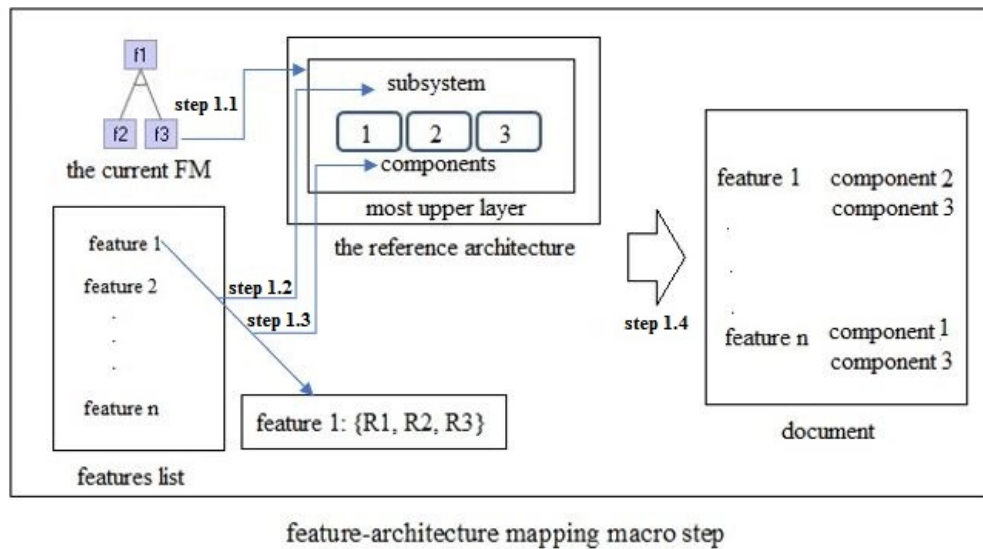 f1
f2 f3
the current FM
step 1.1
subsystem
1 2 3
components
most upper layer
the reference architecture
feature 1
feature 2
.
.
.
feature n
features list
step 1.2
step 1.3
feature 1: {R1, R2, R3}
step 1.4
feature 1 component 2
component 3
.
.
.
feature n component 1
component 3
document
feature-architecture mapping macro step